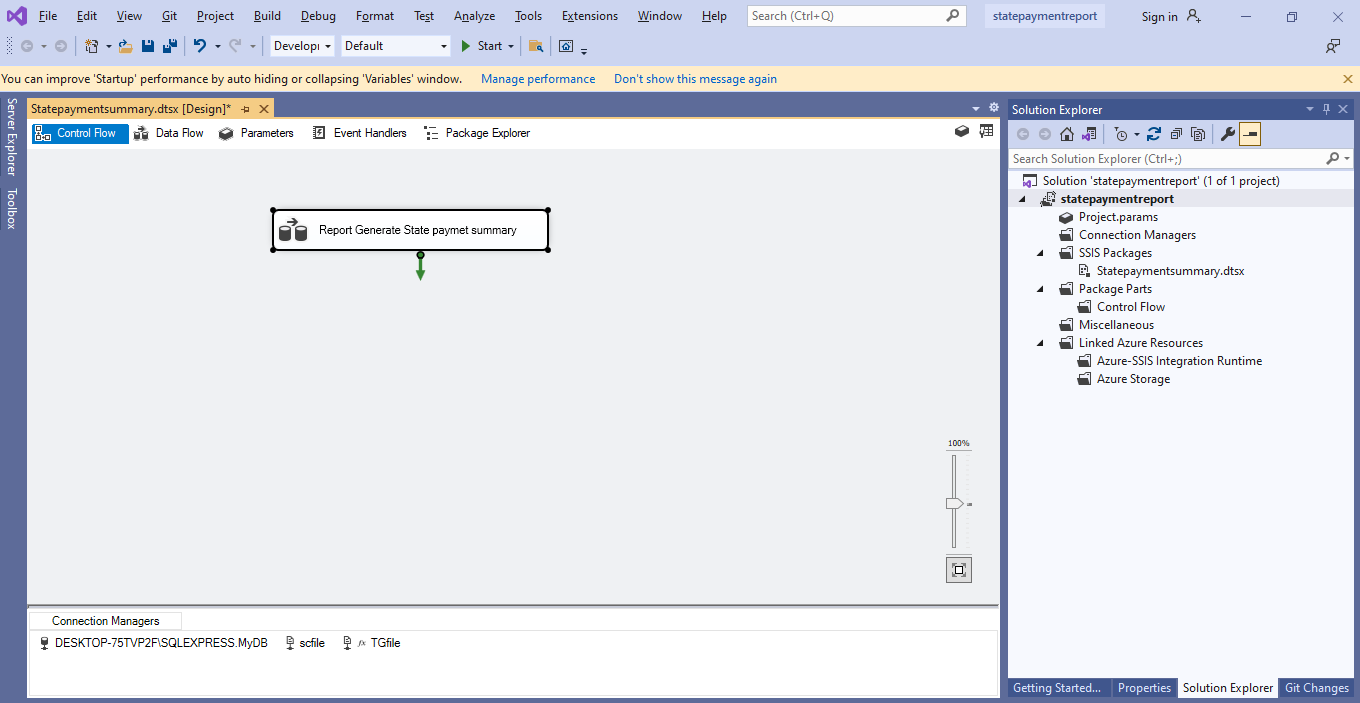 File Edit View Git Project Build Debug Format Test Analyze Tools Extensions Window Help Search (Ctrl+Q) statepaymentreport Sign in
Develop Default Start
You can improve 'Startup' performance by auto hiding or collapsing 'Variables' window. Manage performance Don't show this message again
Server Explorer
Toolbox
Statepaymentsummary.dtsx [Design]*
Control Flow Data Flow Parameters Event Handlers Package Explorer
Report Generate State paymet summary
100%
Connection Managers
DESKTOP-75TVP2F\SQLEXPRESS.MyDB scfile fx TGfile
Solution Explorer
Search Solution Explorer (Ctrl+;)
Solution 'statepaymentreport' (1 of 1 project)
statepaymentreport
Project.params
Connection Managers
SSIS Packages
Statepaymentsummary.dtsx
Package Parts
Control Flow
Miscellaneous
Linked Azure Resources
Azure-SSIS Integration Runtime
Azure Storage
Getting Started... Properties Solution Explorer Git Changes